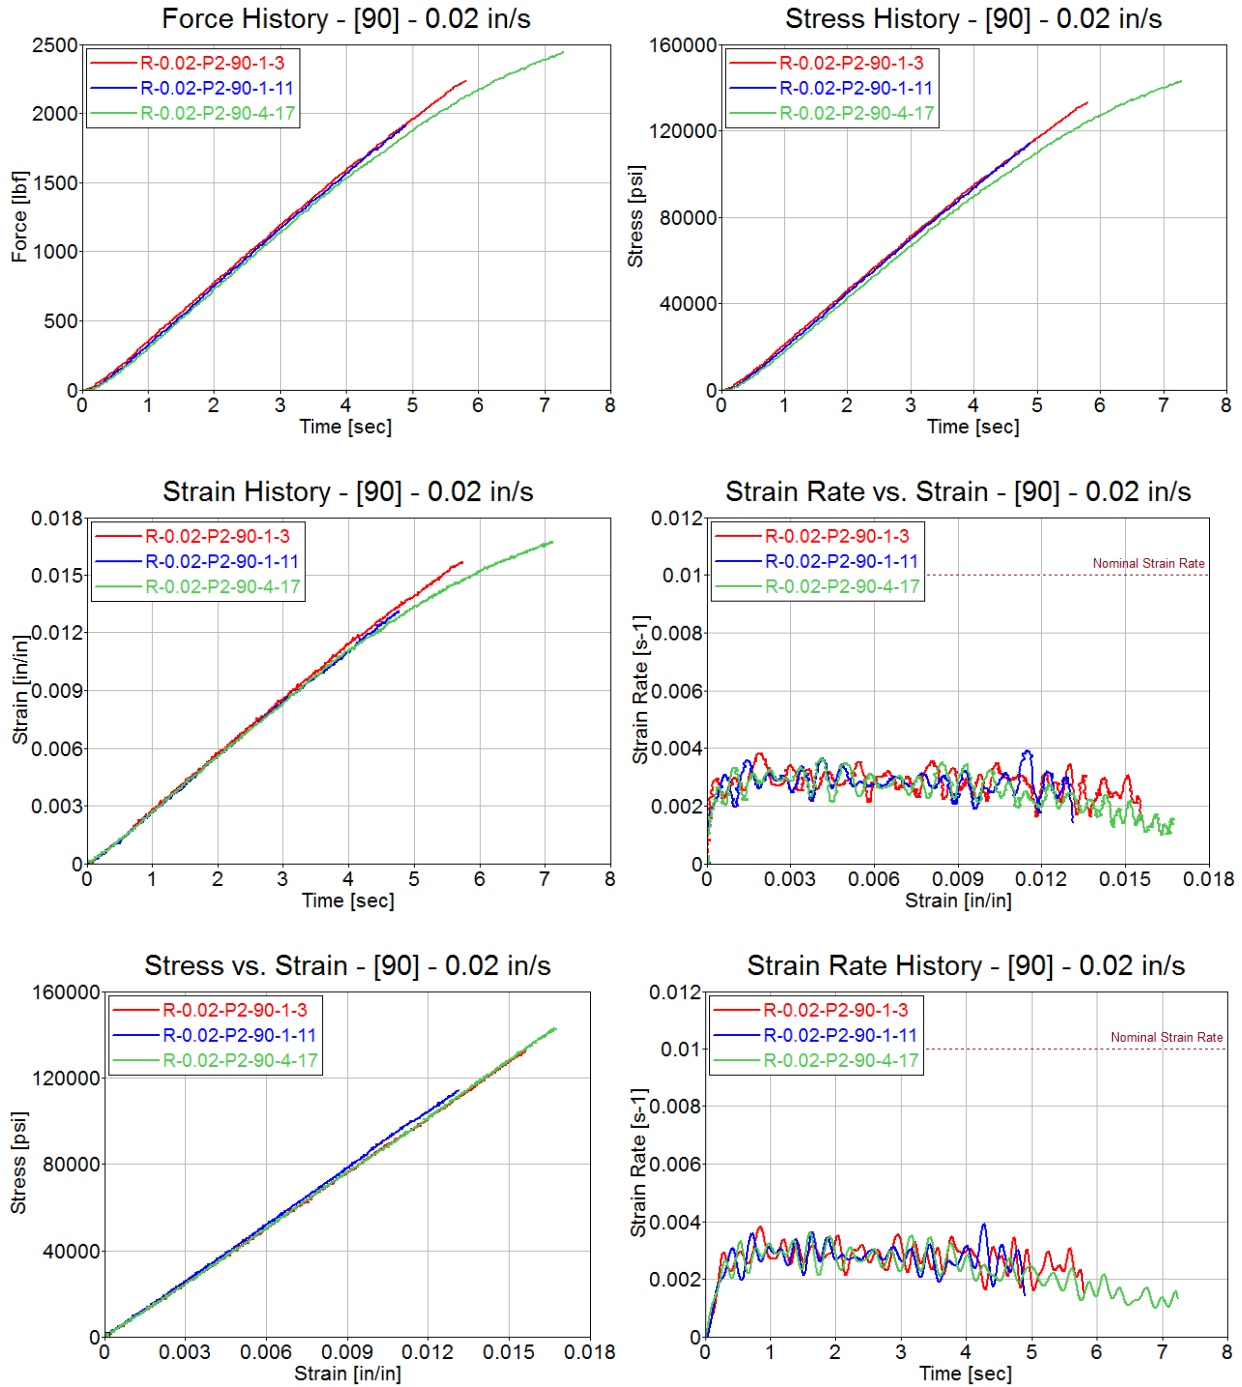 Force History - [90] - 0.02 in/s
2500
2000
1500
1000
500
0
Force [lbf]
R-0.02-P2-90-1-3
R-0.02-P2-90-1-11
R-0.02-P2-90-4-17
0 1 2 3 4 5 6 7 8
Time [sec]
Stress History - [90] - 0.02 in/s
160000
120000
80000
40000
0
Stress [psi]
R-0.02-P2-90-1-3
R-0.02-P2-90-1-11
R-0.02-P2-90-4-17
0 1 2 3 4 5 6 7 8
Time [sec]
Strain History - [90] - 0.02 in/s
0.018
0.015
0.012
0.009
0.006
0.003
0
Strain [in/in]
R-0.02-P2-90-1-3
R-0.02-P2-90-1-11
R-0.02-P2-90-4-17
0 1 2 3 4 5 6 7 8
Time [sec]
Strain Rate vs. Strain - [90] - 0.02 in/s
0.012
0.01
0.008
0.006
0.004
0.002
0
Strain Rate [s-1]
R-0.02-P2-90-1-3
R-0.02-P2-90-1-11
R-0.02-P2-90-4-17
Nominal Strain Rate
0 0.003 0.006 0.009 0.012 0.015 0.018
Strain [in/in]
Stress vs. Strain - [90] - 0.02 in/s
160000
120000
80000
40000
0
Stress [psi]
R-0.02-P2-90-1-3
R-0.02-P2-90-1-11
R-0.02-P2-90-4-17
0 0.003 0.006 0.009 0.012 0.015 0.018
Strain [in/in]
Strain Rate History - [90] - 0.02 in/s
0.012
0.01
0.008
0.006
0.004
0.002
0
Strain Rate [s-1]
R-0.02-P2-90-1-3
R-0.02-P2-90-1-11
R-0.02-P2-90-4-17
Nominal Strain Rate
0 1 2 3 4 5 6 7 8
Time [sec]